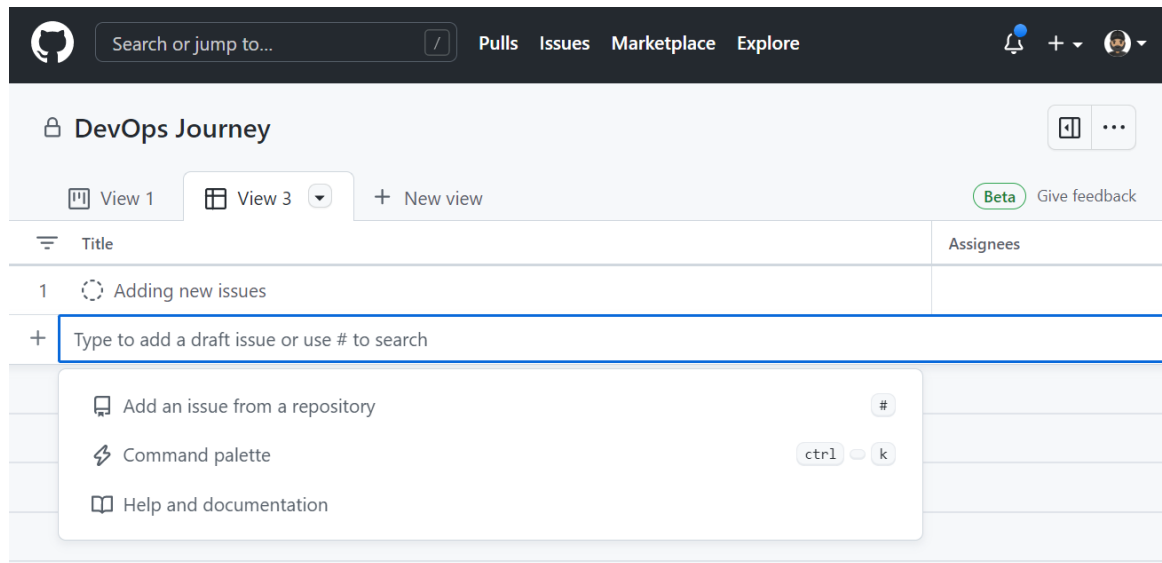 Search or jump to... / Pulls Issues Marketplace Explore
DevOps Journey
View 1 View 3 + New view Beta Give feedback
Title Assignees
1 Adding new issues
+ Type to add a draft issue or use # to search
Add an issue from a repository #
Command palette ctrl k
Help and documentation